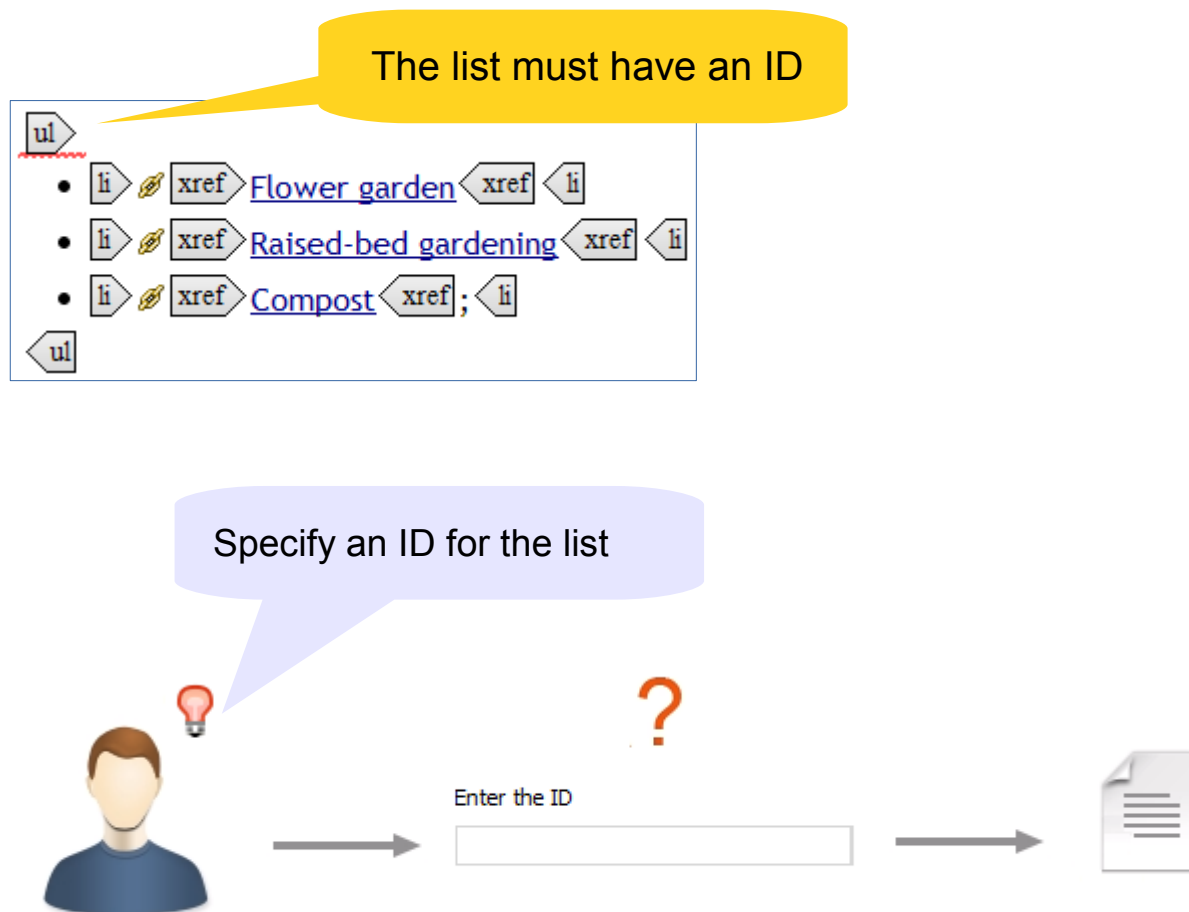 The list must have an ID
ul
• li xref Flower garden xref li
• li xref Raised-bed gardening xref li
• li xref Compost xref ; li
ul
Specify an ID for the list
?
Enter the ID